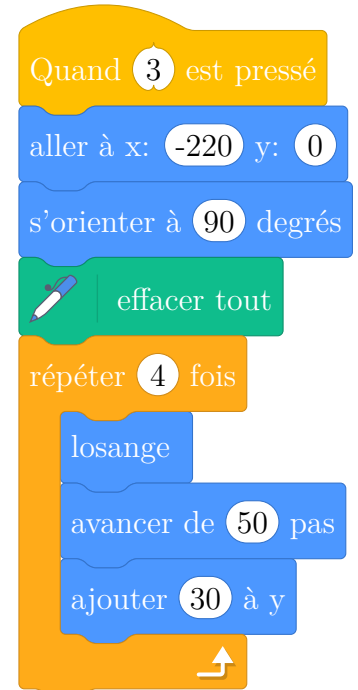 Quand 3 est pressé
aller à x: -220 y: 0
s'orienter à 90 degrés
effacer tout
répéter 4 fois
losange
avancer de 50 pas
ajouter 30 à y